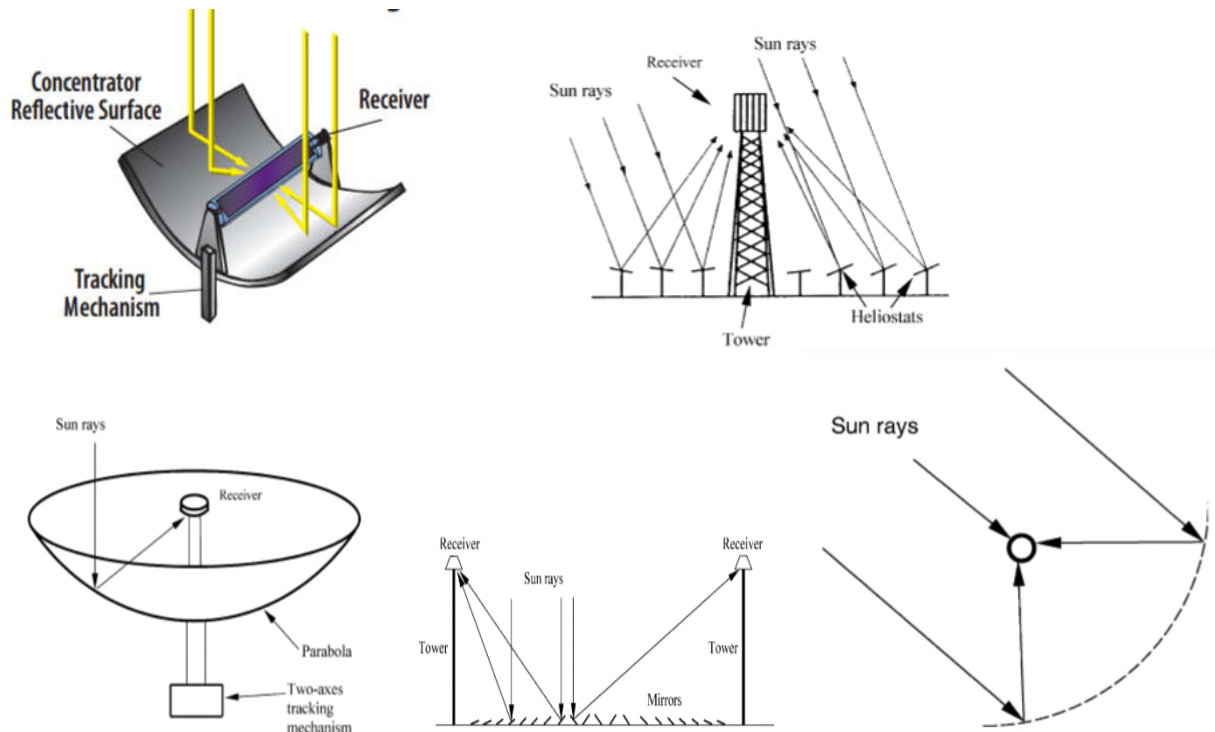 Concentrator
Reflective Surface
Receiver
Tracking
Mechanism
Sun rays
Receiver
Sun rays
Tower
Heliostats
Sun rays
Receiver
Parabola
Two-axes
tracking
mechanism
Receiver
Receiver
Sun rays
Tower
Tower
Mirrors
Sun rays